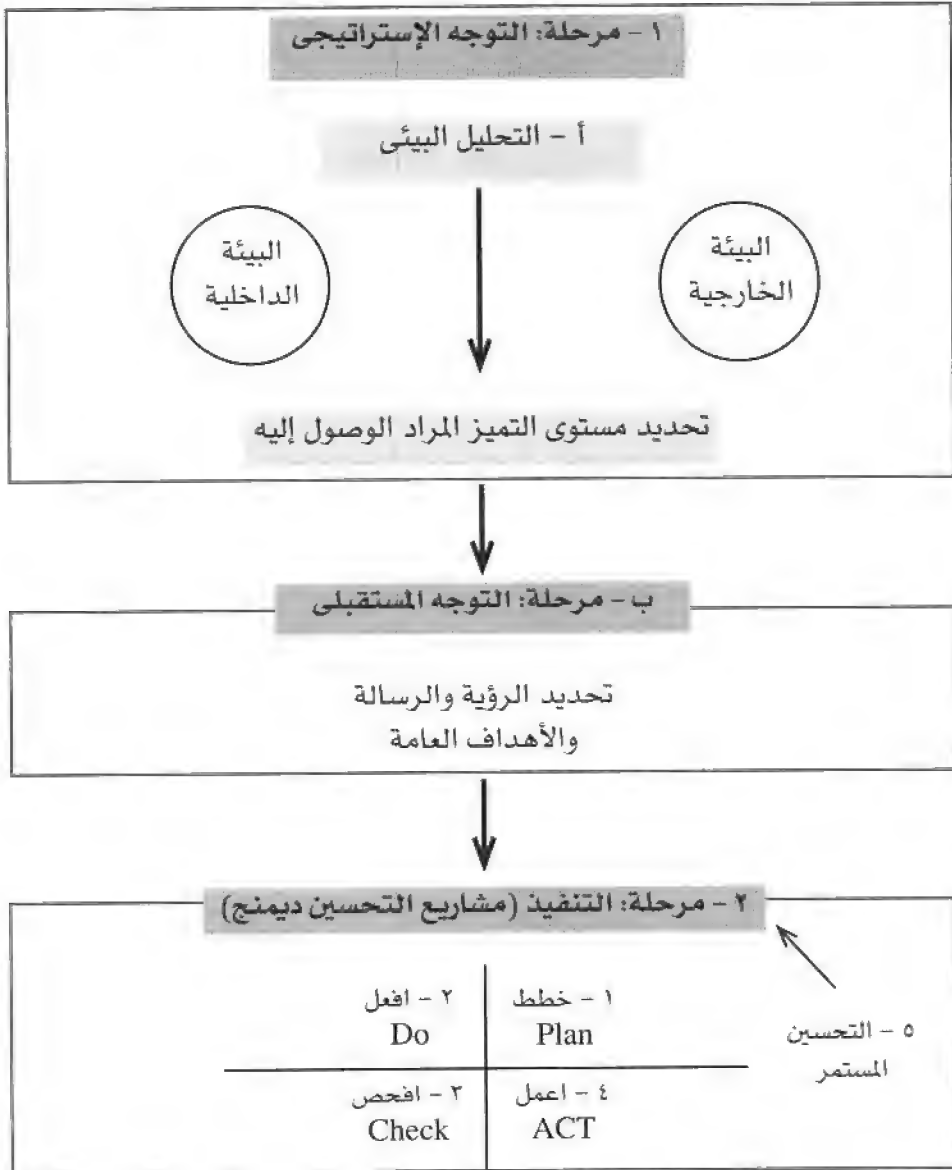 ١ - مرحلة: التوجه الإستراتيجى
أ - التحليل البيئى
البيئة
الخارجية
البيئة
الداخلية
تحديد مستوى التميز المراد الوصول إليه
ب - مرحلة: التوجه المستقبلى
تحديد الرؤية والرسالة
والأهداف العامة
٢ - مرحلة: التنفيذ (مشاريع التحسين ديمنج)
٥ - التحسين
المستمر
١ - خطط
Plan
٢ - افعل
Do
٣ - افحص
Check
٤ - اعمل
ACT